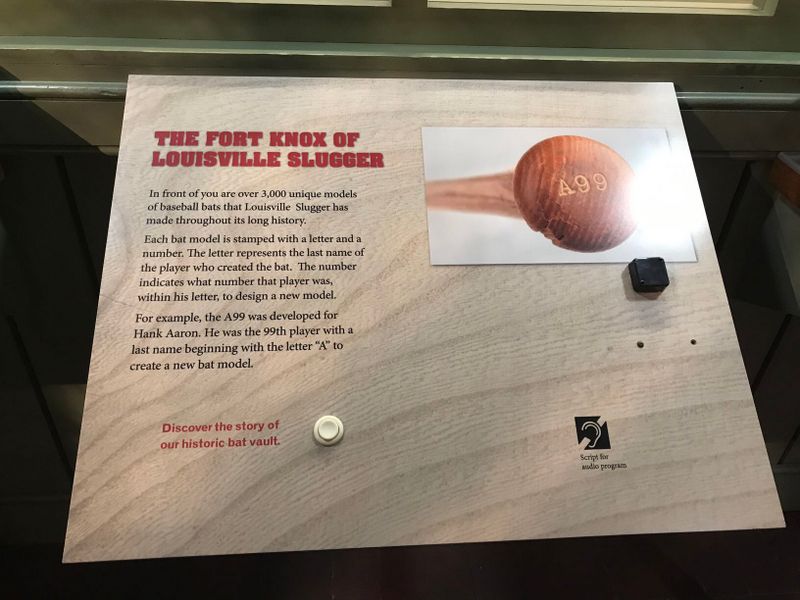 THE FORT KNOX OF
LOUISVILLE SLUGGER
In front of you are over 3,000 unique models
of baseball bats that Louisville Slugger has
made throughout its long history.
Each bat model is stamped with a letter and a
number. The letter represents the last name of
the player who created the bat. The number
indicates what number that player was,
within his letter, to design a new model.
For example, the A99 was developed for
Hank Aaron. He was the 99th player with a
last name beginning with the letter “A” to
create a new bat model.
Discover the story of
our historic bat vault.
A99
Script for
audio program